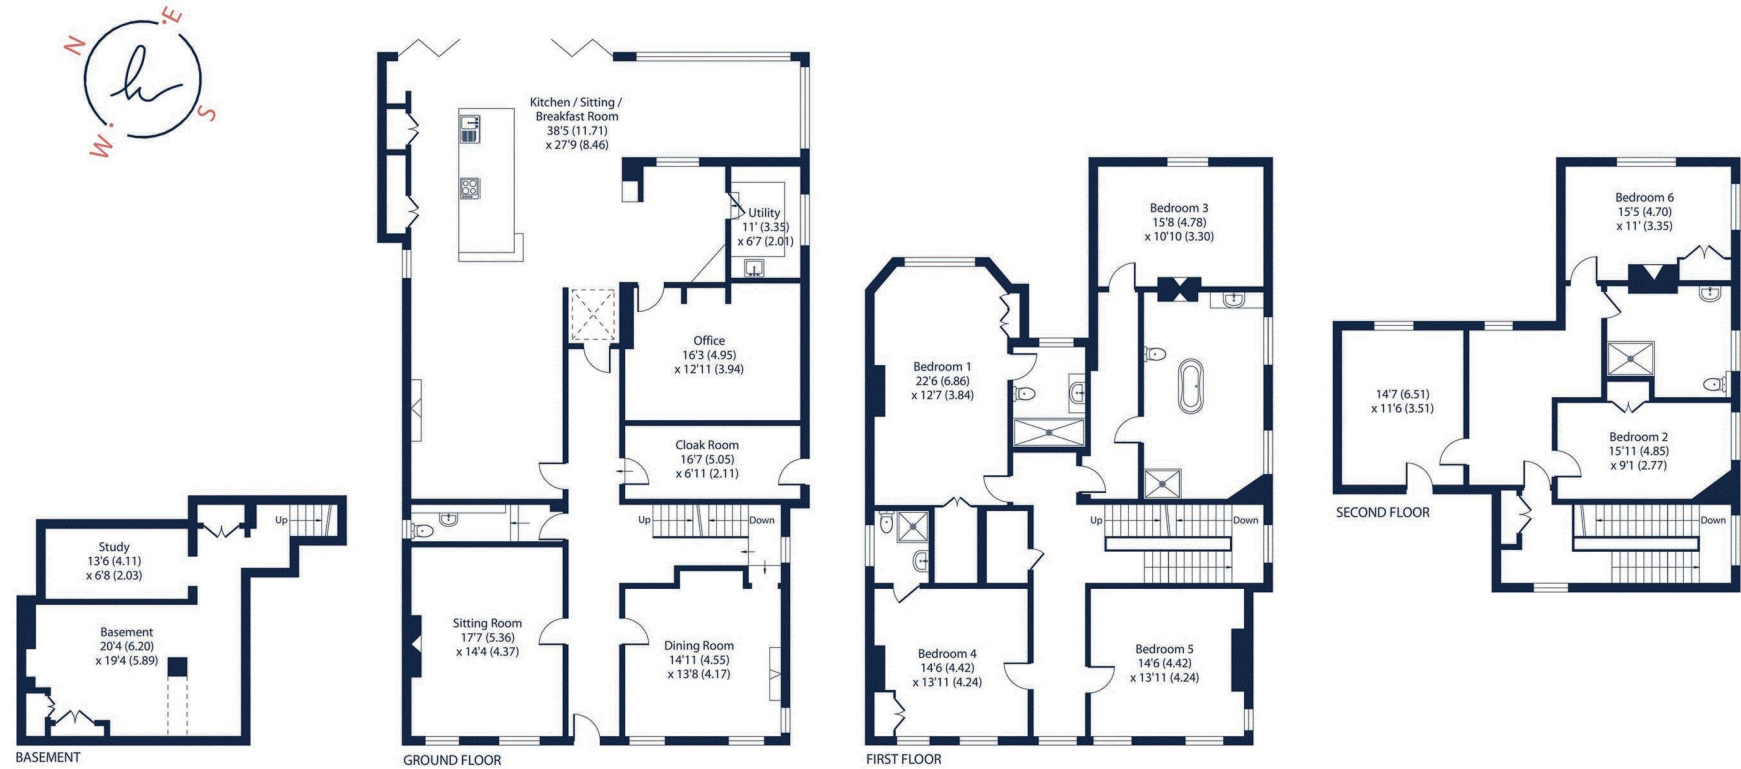 N
E
S
W
Study
13'6 (4.11)
x 6'8 (2.03)
Up
Basement
20'4 (6.20)
x 19'4 (5.89)
BASEMENT
Kitchen / Sitting /
Breakfast Room
38'5 (11.71)
x 27'9 (8.46)
Utility
11' (3.35)
x 6'7 (2.01)
Office
16'3 (4.95)
x 12'11 (3.94)
Cloak Room
16'7 (5.05)
x 6'11 (2.11)
Up
Down
Sitting Room
17'7 (5.36)
x 14'4 (4.37)
Dining Room
14'11 (4.55)
x 13'8 (4.17)
GROUND FLOOR
Bedroom 3
15'8 (4.78)
x 10'10 (3.30)
Bedroom 1
22'6 (6.86)
x 12'7 (3.84)
Up
Down
Bedroom 4
14'6 (4.42)
x 13'11 (4.24)
Bedroom 5
14'6 (4.42)
x 13'11 (4.24)
FIRST FLOOR
Bedroom 6
15'5 (4.70)
x 11' (3.35)
14'7 (6.51)
x 11'6 (3.51)
Bedroom 2
15'11 (4.85)
x 9'1 (2.77)
Down
SECOND FLOOR